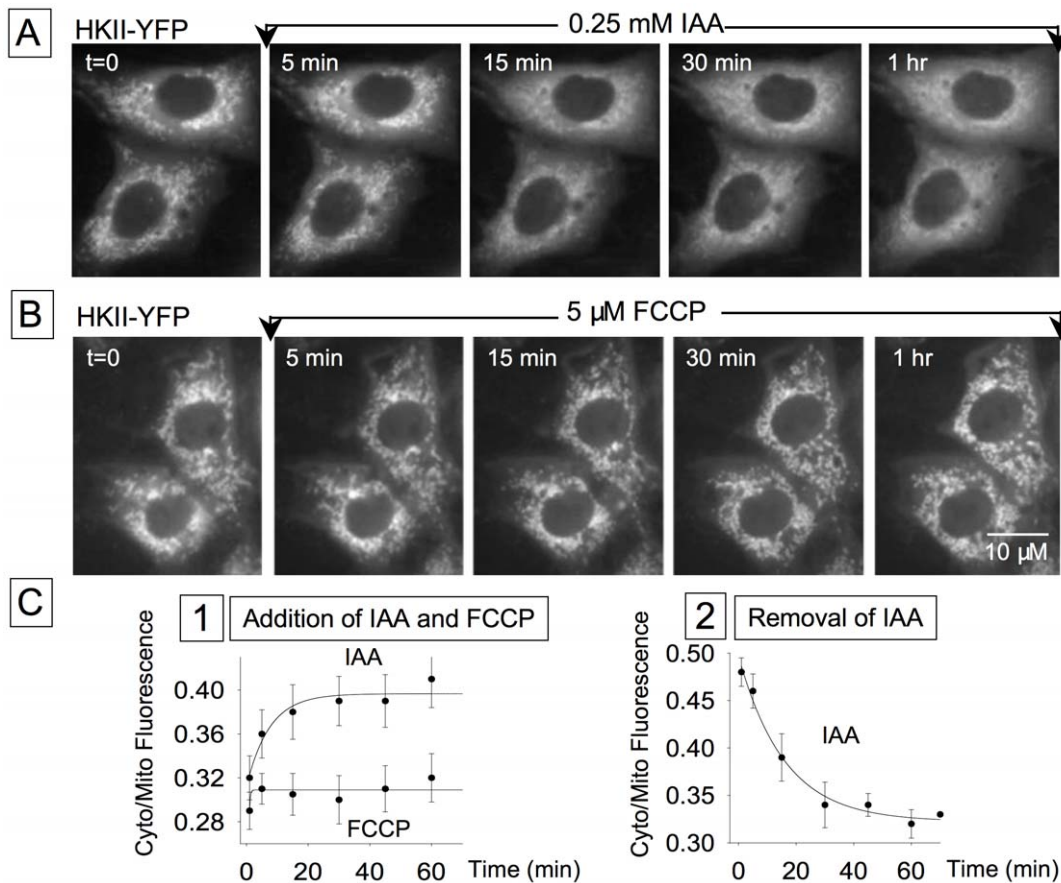 A
HKII-YFP
0.25 mM IAA
t=0
5 min
15 min
30 min
1 hr
B
HKII-YFP
5 µM FCCP
t=0
5 min
15 min
30 min
1 hr
10 µM
C
1 Addition of IAA and FCCP
Cyto/Mito Fluorescence
0.40
0.36
0.32
0.28
IAA
FCCP
0 20 40 60 Time (min)
2 Removal of IAA
Cyto/Mito Fluorescence
0.50
0.45
0.40
0.35
0.30
IAA
0 20 40 60 Time (min)